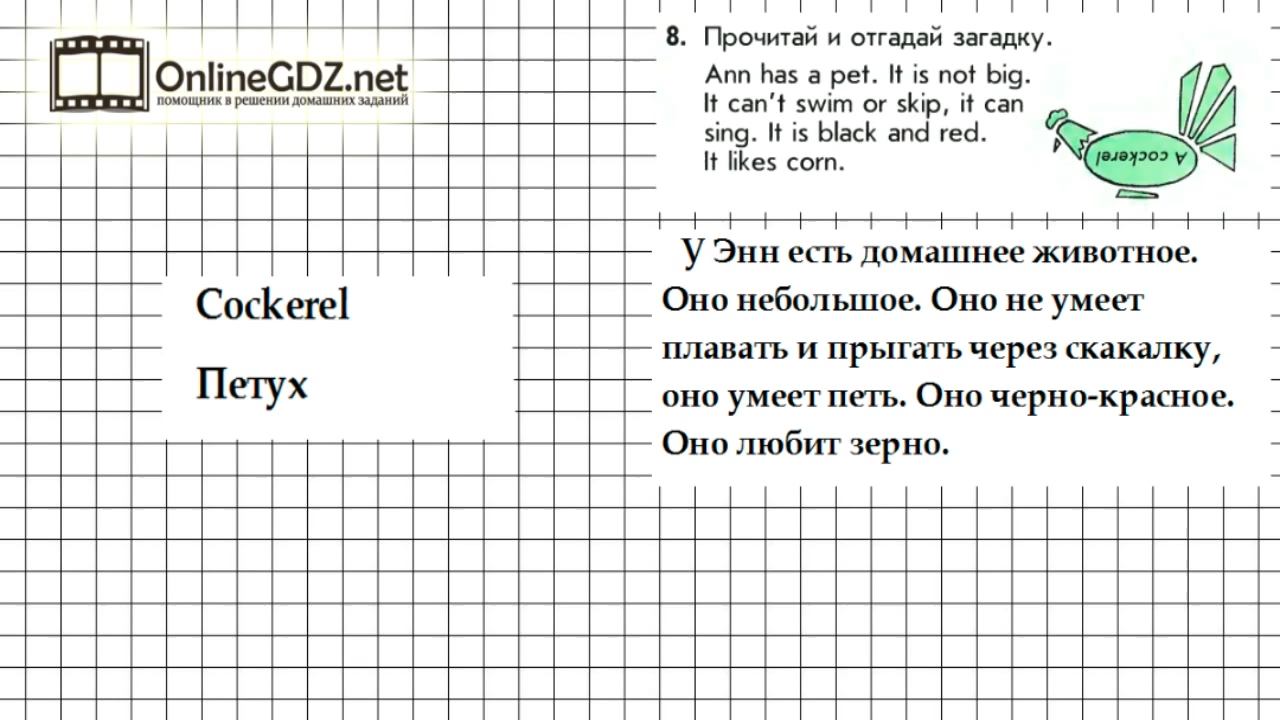 OnlineGDZ.net
помощник в решении домашних заданий
8. Прочитай и отгадай загадку.
Ann has a pet. It is not big.
It can't swim or skip, it can
sing. It is black and red.
It likes corn.
A cockerel
У Энн есть домашнее животное.
Оно небольшое. Оно не умеет
плавать и прыгать через скакалку,
оно умеет петь. Оно черно-красное.
Оно любит зерно.
Cockerel
Петух